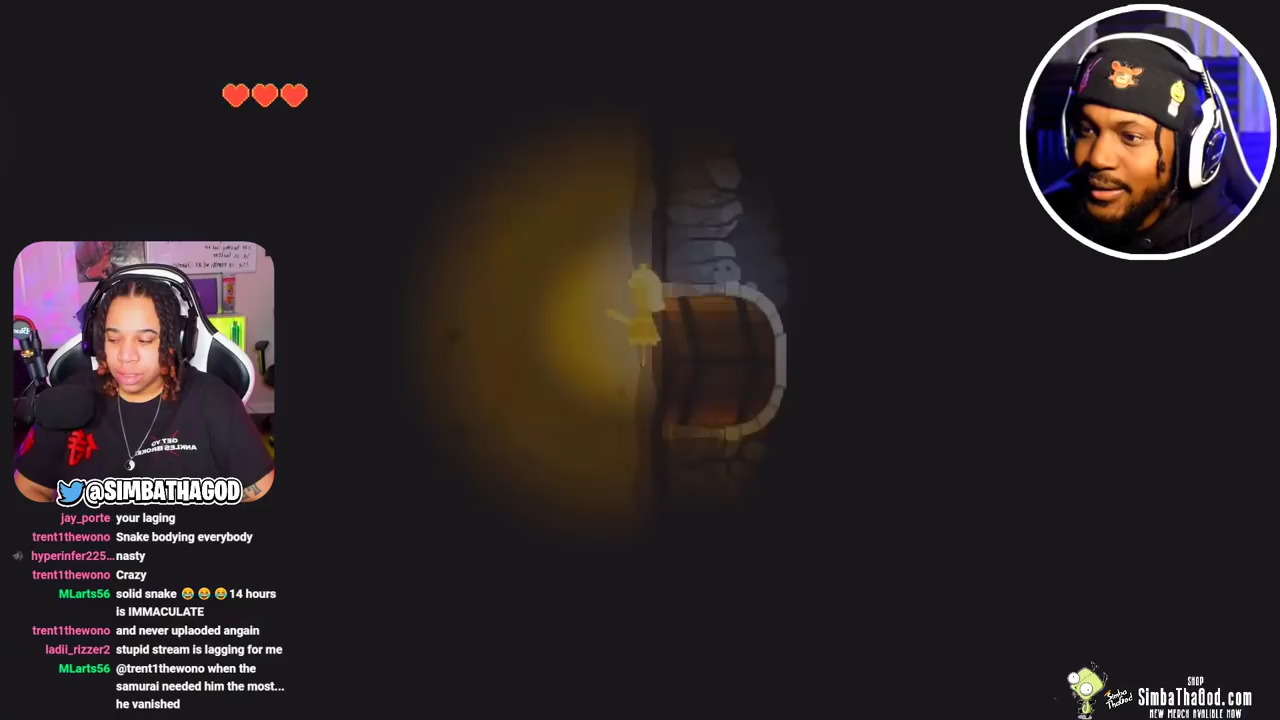 @SIMBATHAGOD
jay_porte your laging
trent1thewono Snake bodying everybody
hyperinfer225... nasty
trent1thewono Crazy
MLarts56 solid snake 😂 😂 😂 14 hours
is IMMACULATE
trent1thewono and never uplaoded angain
ladii_rizzer2 stupid stream is lagging for me
MLarts56 @trent1thewono when the
samurai needed him the most...
he vanished
SHOP
SIMBATHAGOD.COM
NEW MERCH AVALIBLE NOW